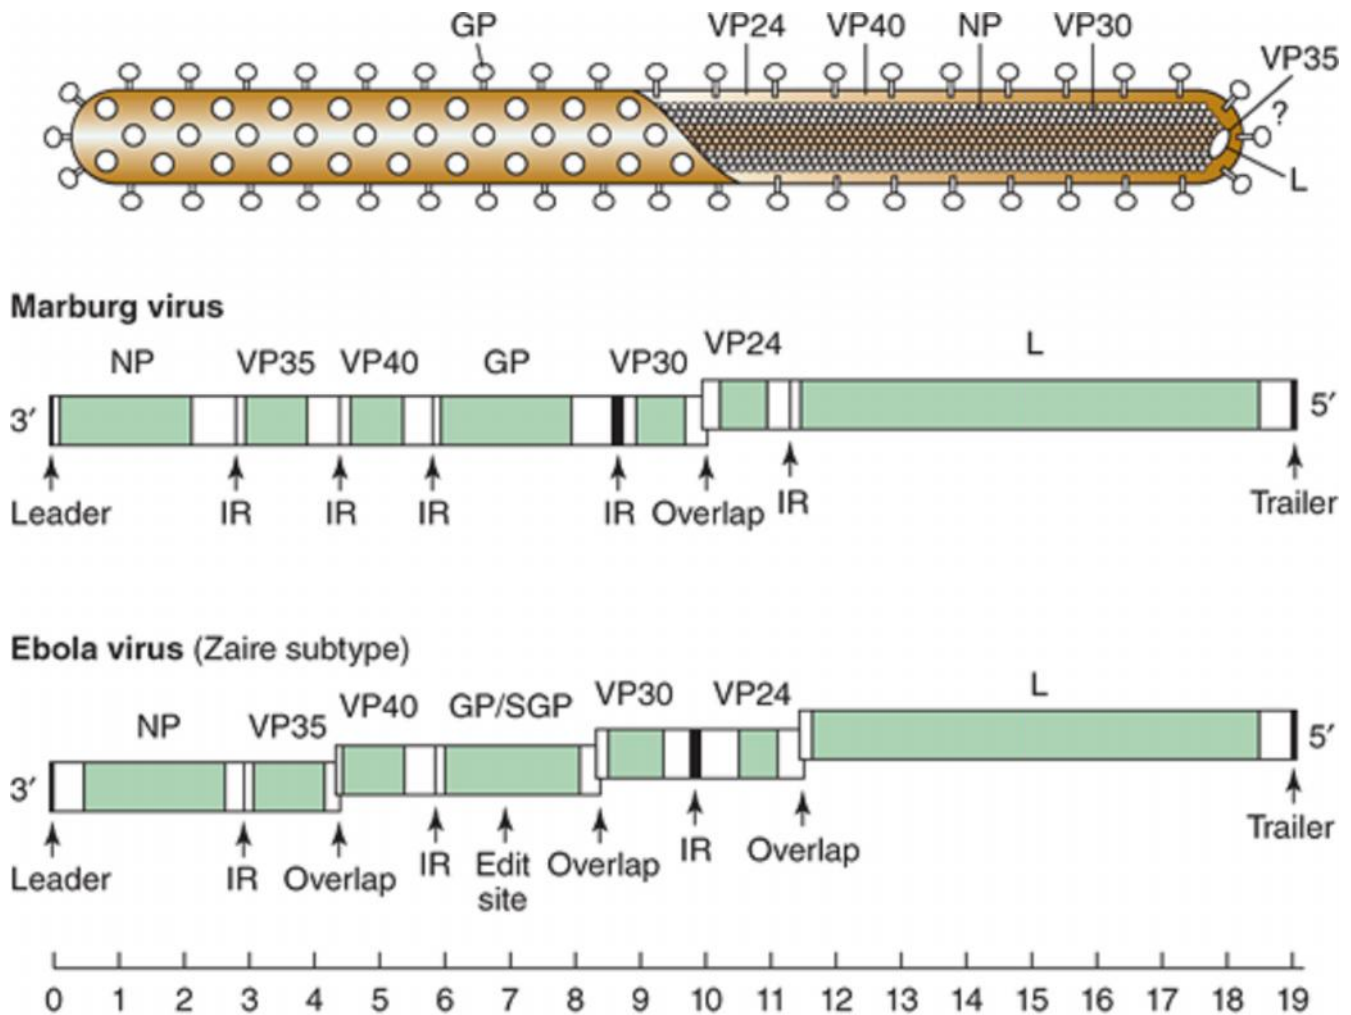 GP VP24 VP40 NP VP30
VP35
?
L
Marburg virus
NP VP35 VP40 GP VP30 VP24 L
3′ 5′
Leader IR IR IR IR Overlap IR Trailer
Ebola virus (Zaire subtype)
NP VP35 VP40 GP/SGP VP30 VP24 L
3′ 5′
Leader IR Overlap IR Edit site Overlap IR Overlap Trailer
0 1 2 3 4 5 6 7 8 9 10 11 12 13 14 15 16 17 18 19